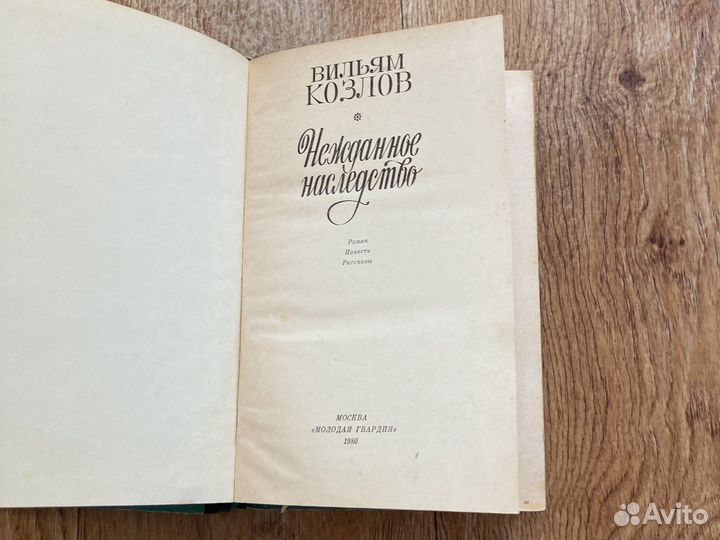 ВИЛЬЯМ
КОЗЛОВ
Нежданное
наследство
Роман
Повесть
Рассказы
МОСКВА
«МОЛОДАЯ ГВАРДИЯ»
1980
Avito